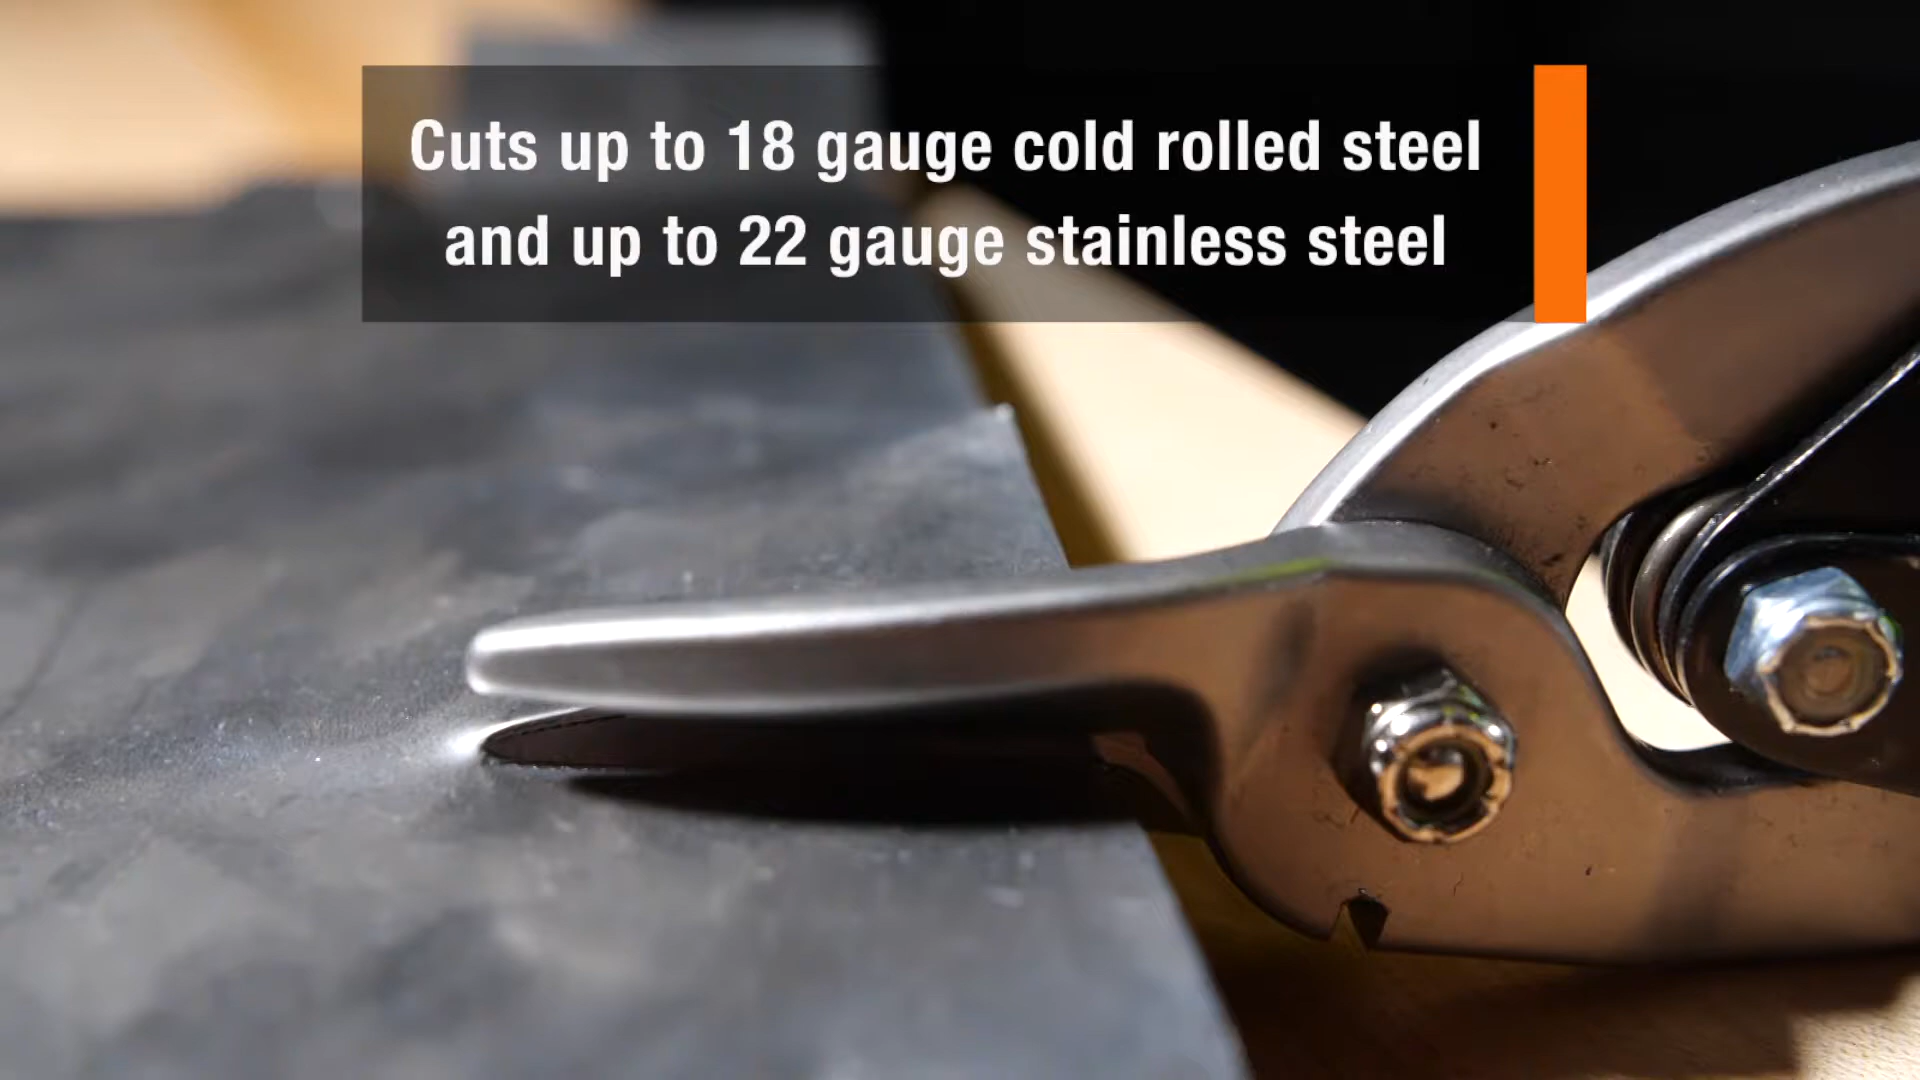 Cuts up to 18 gauge cold rolled steel
and up to 22 gauge stainless steel